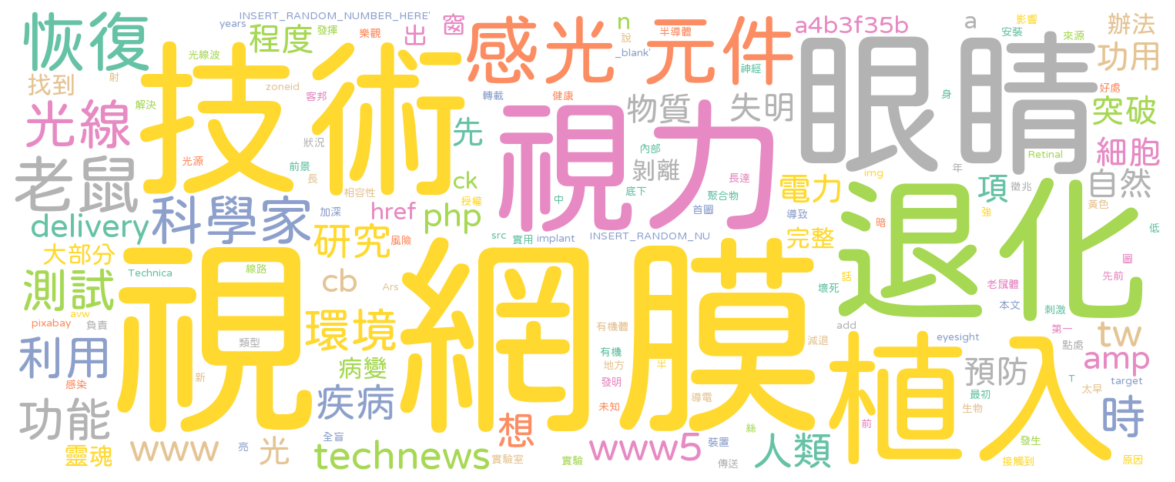 INSERT_RANDOM_NUMBER_HERE'
years
發揮
樂觀
出
窗
n
半導體
說
_blank'
a4b3f35b
a
影響
安裝
來源
辦法
恢復
程度
光線波
感光
元件
神經
功用
找到
射
解決
zoneid
客邦
轉載
健康
物質
失明
眼睛
身
好處
突破
光線
技術
狀況
先
視力
內部
細胞
老鼠
光源
前景
長
相容性
ck
授權
剝離
長遠
底下
聚合物
電力
img
年
項
Retinal
徵兆
自然
delivery
科學家
加深
href
php
中
首圖
導致
暗
強
黃色
低
大部分
研究
風險
src
實用
implant
INSERT_RANDOM_NU
完整
退化
測試
Technica
線路
cb
Ars
環境
視網膜
壞死
話
老鼠體
圖
先前
本文
刺激
avw
pixabay
負責
類型
病變
有機體
有機
地方
減退
add
eyesight
第一
點處
tw
利用
感染
新
疾病
發明
半
導電
植入
預防
T
amp
target
太早
功能
未知
前
最初
生物
時
靈魂
www
亮
光
全盲
technews
想
實驗室
實驗
www5
絲
裝置
傳送
人類
發生
接觸到
原因